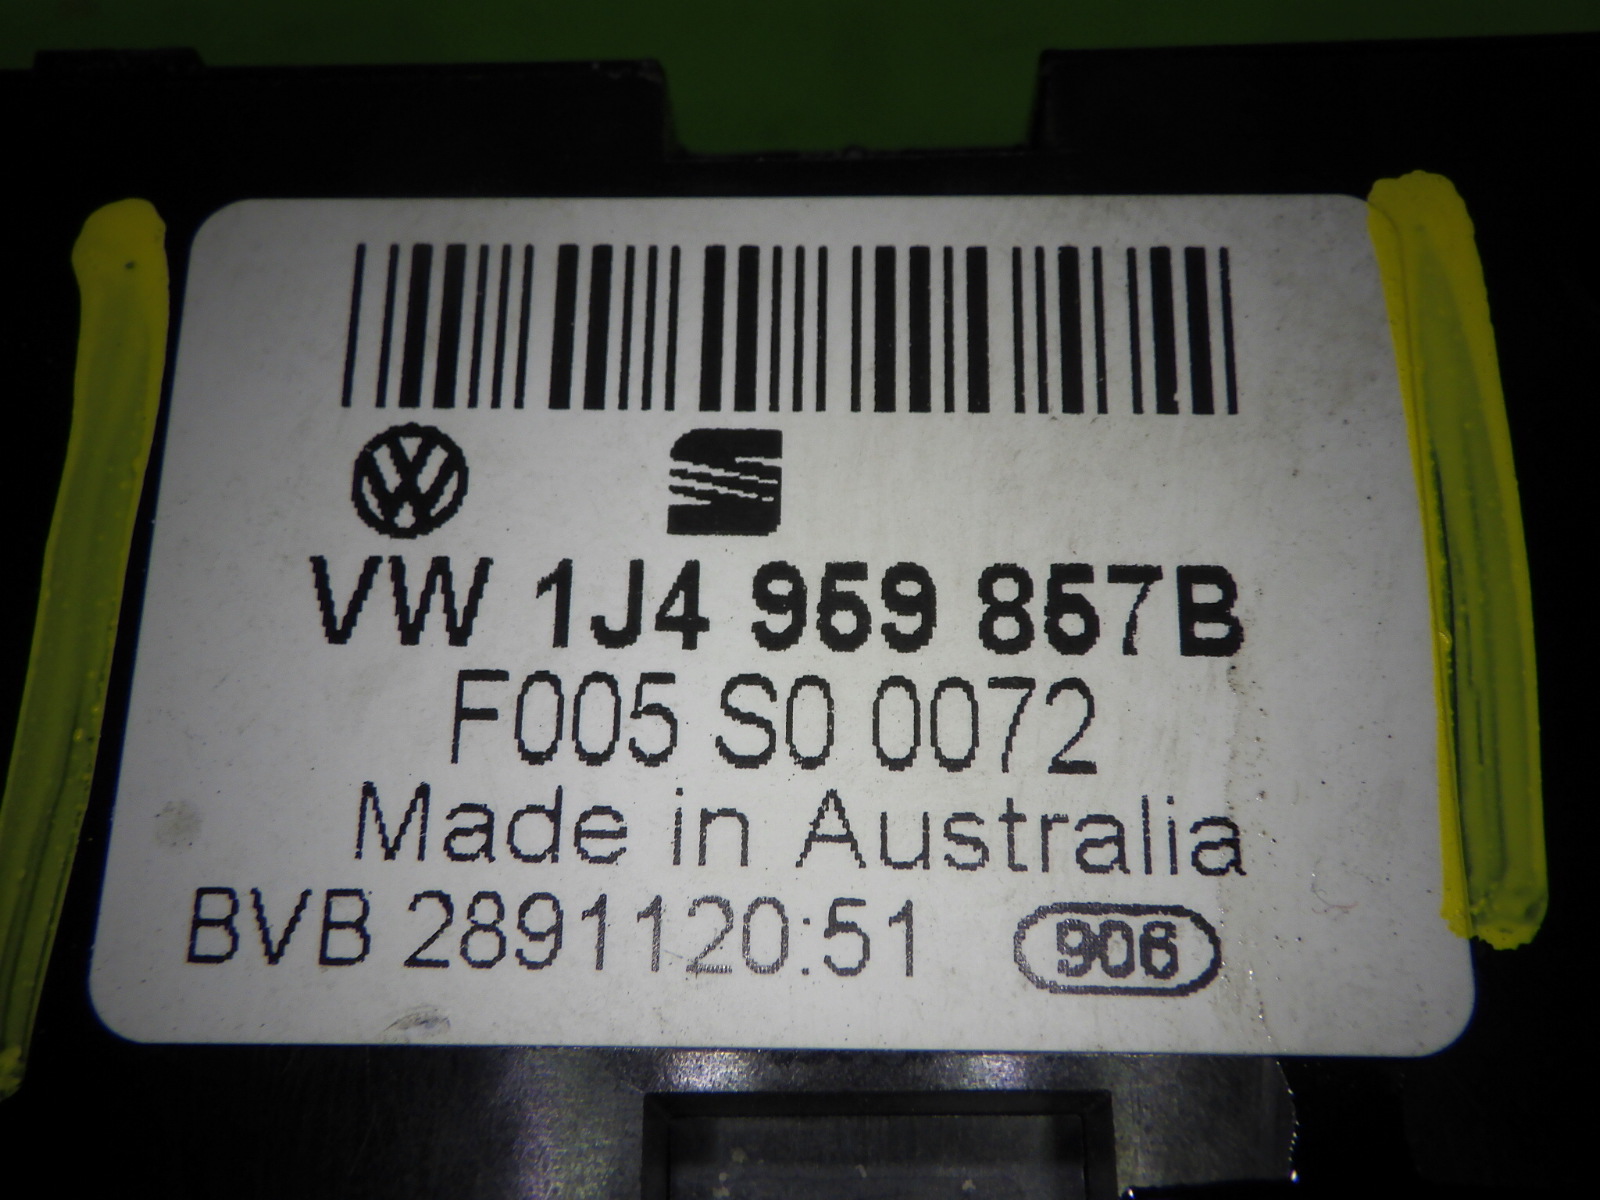 VW 1J4 959 857B
F005 S0 0072
Made in Australia
BVB 2891120:51 906